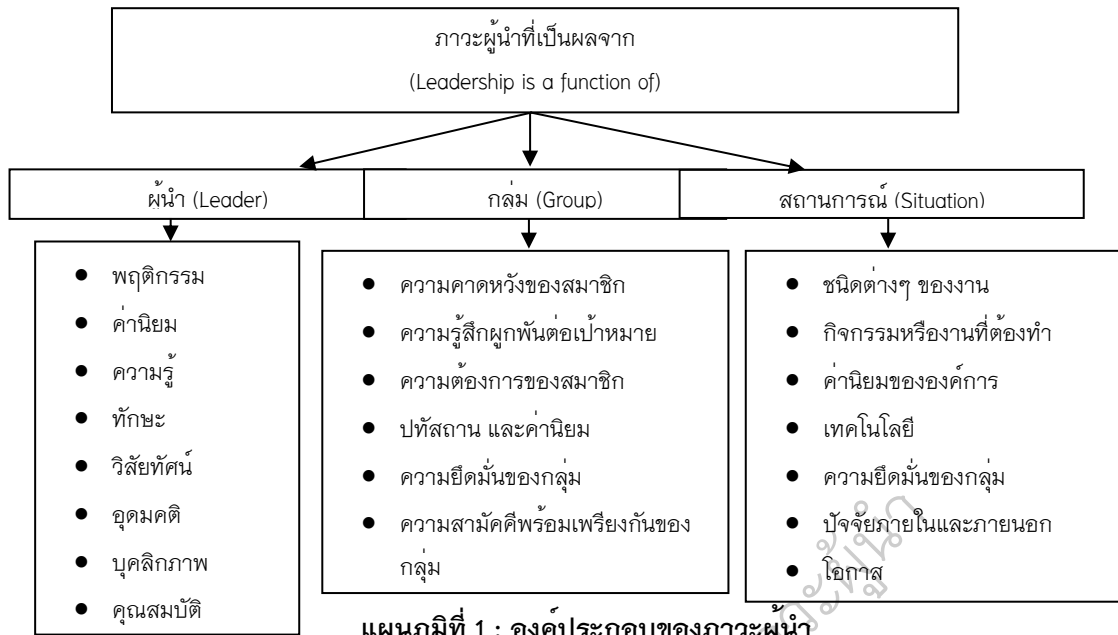 ภาวะผู้นำที่เป็นผลจาก
(Leadership is a function of)
ผู้นำ (Leader)
กลุ่ม (Group)
สถานการณ์ (Situation)
● พฤติกรรม
● ค่านิยม
● ความรู้
● ทักษะ
● วิสัยทัศน์
● อุดมคติ
● บุคลิกภาพ
● คุณสมบัติ
● ความคาดหวังของสมาชิก
● ความรู้สึกผูกพันต่อเป้าหมาย
● ความต้องการของสมาชิก
● ปทัสถาน และค่านิยม
● ความยึดมั่นของกลุ่ม
● ความสามัคคีพร้อมเพรียงกันของ
กลุ่ม
● ชนิดต่างๆ ของงาน
● กิจกรรมหรืองานที่ต้องทำ
● ค่านิยมขององค์การ
● เทคโนโลยี
● ความยึดมั่นของกลุ่ม
● ปัจจัยภายในและภายนอก
● โอกาส
แผนภูมิที่ 1 : องค์ประกอบของภาวะผู้นำ